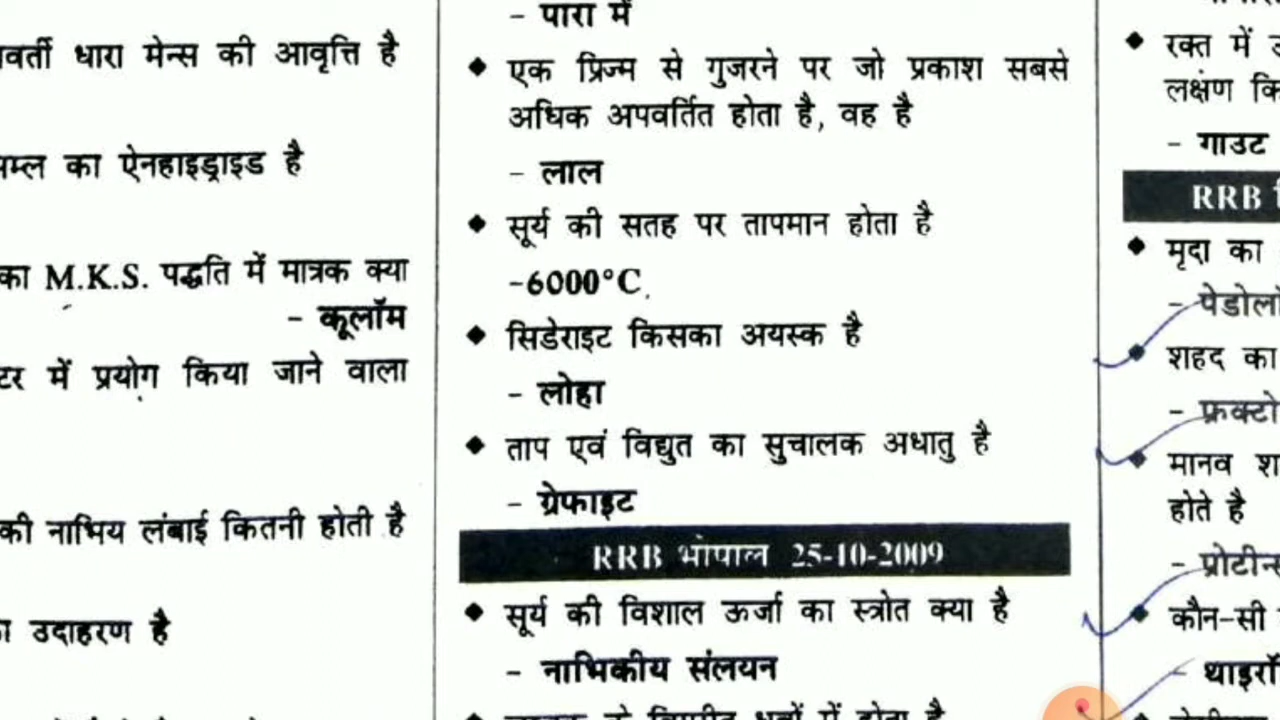 धारा मेन्स की आवृत्ति है
का ऐनहाइड्राइड है
का M.K.S. पद्धति में मात्रक क्या
- कूलॉम
में प्रयोग किया जाने वाला
की नाभिय लंबाई कितनी होती है
उदाहरण है
- पारा में
◆ एक प्रिज्म से गुजरने पर जो प्रकाश सबसे
अधिक अपवर्तित होता है, वह है
- लाल
◆ सूर्य की सतह पर तापमान होता है
-6000°C
◆ सिडेराइट किसका अयस्क है
- लोहा
◆ ताप एवं विद्युत का सुचालक अधातु है
- ग्रेफाइट
RRB भोपाल 25-10-2009
◆ सूर्य की विशाल ऊर्जा का स्त्रोत क्या है
- नाभिकीय संलयन
◆ रक्त में
लक्षण
- गाउट
RRB
◆ मृदा का
◆ शहद का
◆ मानव
होते है
◆ कौन-सी